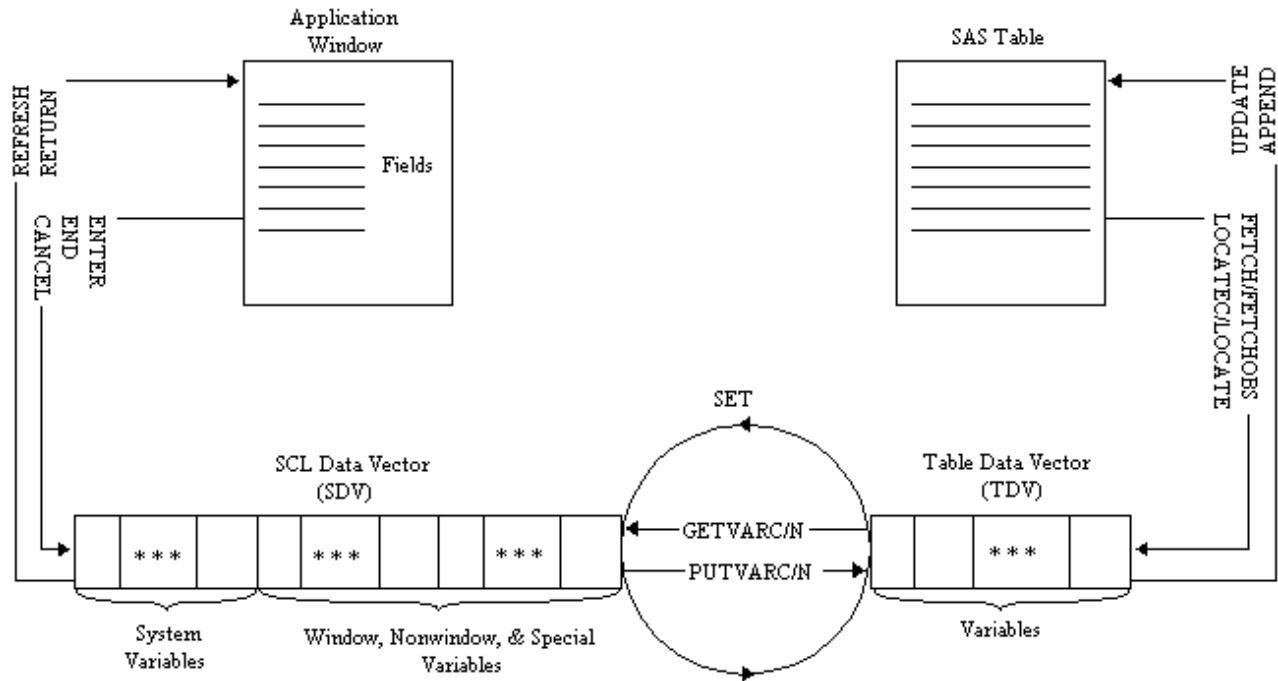 Application
Window
SAS Table
REFRESH
RETURN
Fields
ENTER
END
CANCEL
UPDATE
APPEND
FETCH/FETCHOBS
LOCATEC/LOCATE
SET
SCL Data Vector
(SDV)
Table Data Vector
(TDV)
* * *
* * *
* * *
* * *
GETVARC/N
PUTVARC/N
System
Variables
Window, Nonwindow, & Special
Variables
Variables